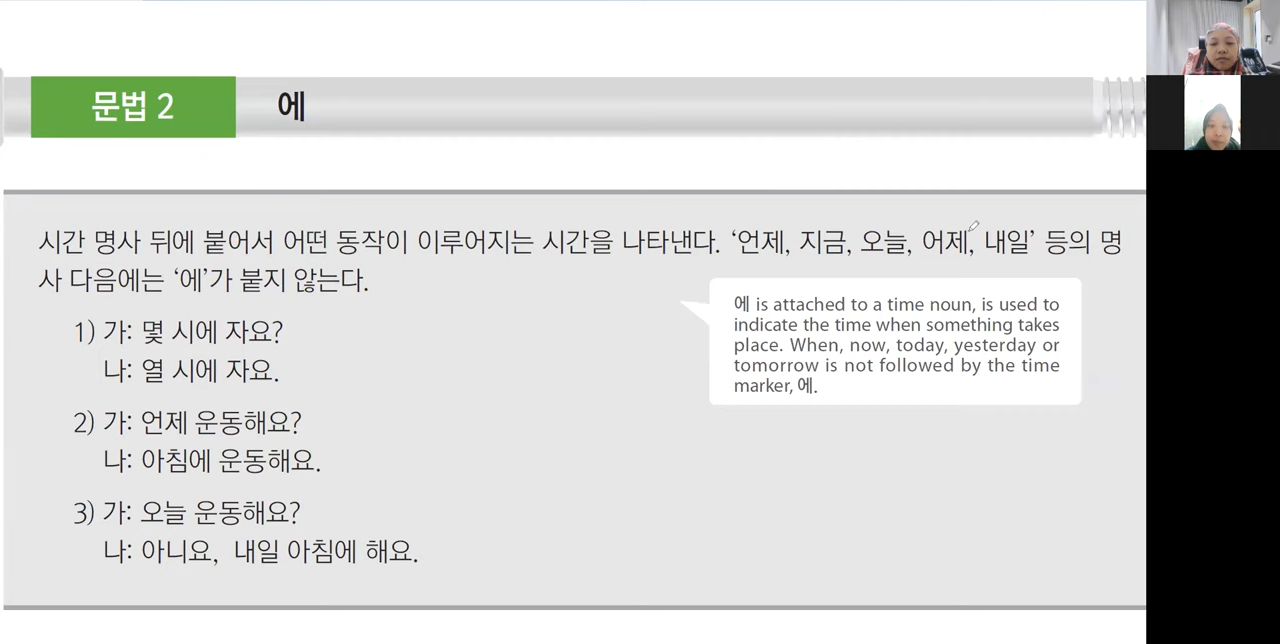 문법 2
에
시간 명사 뒤에 붙어서 어떤 동작이 이루어지는 시간을 나타낸다. ‘언제, 지금, 오늘, 어제, 내일’ 등의 명
사 다음에는 ‘에’가 붙지 않는다.
에 is attached to a time noun, is used to
indicate the time when something takes
place. When, now, today, yesterday or
tomorrow is not followed by the time
marker, 에.
1) 가: 몇 시에 자요?
나: 열 시에 자요.
2) 가: 언제 운동해요?
나: 아침에 운동해요.
3) 가: 오늘 운동해요?
나: 아니요, 내일 아침에 해요.